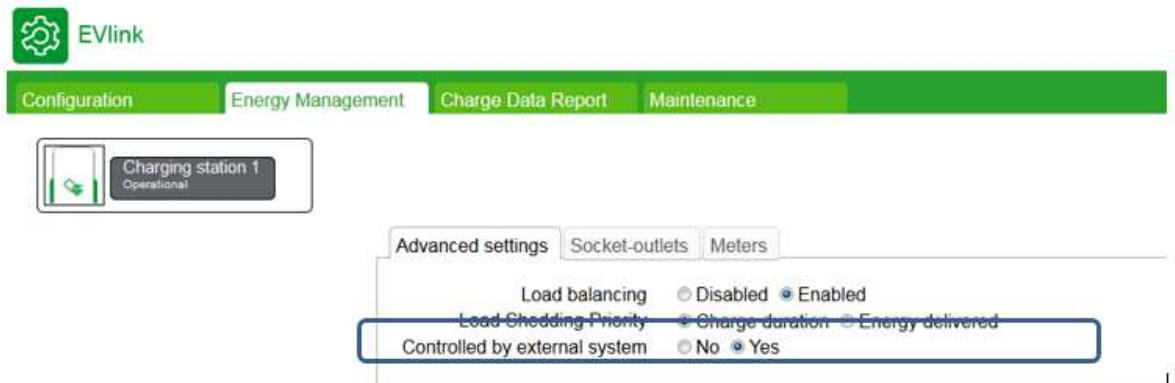 EVlink
Configuration Energy Management Charge Data Report Maintenance
Charging station 1
Operational
Advanced settings Socket-outlets Meters
Load balancing Disabled Enabled
Load Shedding Priority Charge duration Energy delivered
Controlled by external system No Yes